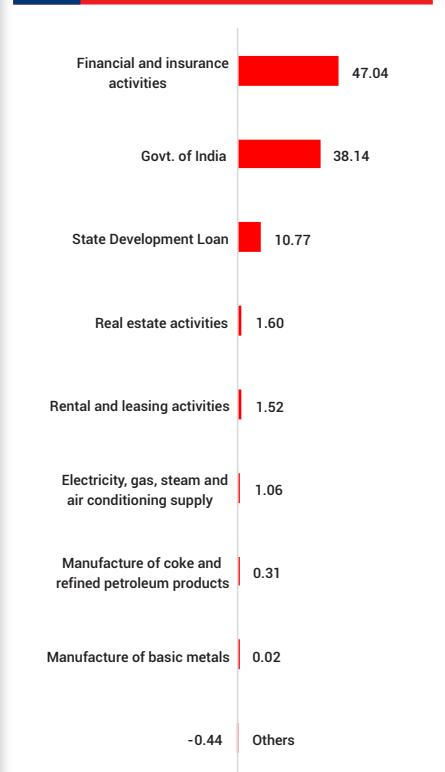 Financial and insurance
activities
47.04
Govt. of India
38.14
State Development Loan
10.77
Real estate activities
1.60
Rental and leasing activities
1.52
Electricity, gas, steam and
air conditioning supply
1.06
Manufacture of coke and
refined petroleum products
0.31
Manufacture of basic metals
0.02
-0.44
Others